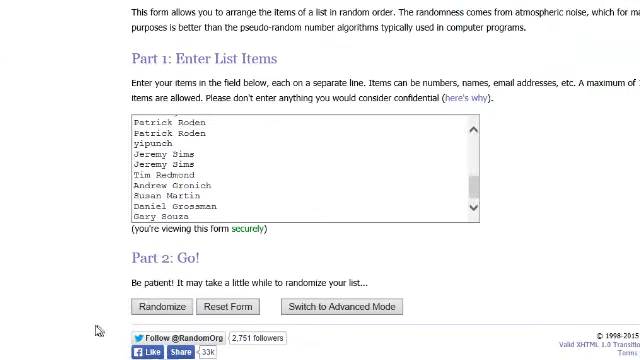 This form allows you to arrange the items of a list in random order. The randomness comes from atmospheric noise, which for
purposes is better than the pseudo-random number algorithms typically used in computer programs.
Part 1: Enter List Items
Enter your items in the field below, each on a separate line. Items can be numbers, names, email addresses, etc. A maximum of
items are allowed. Please don't enter anything you would consider confidential (here's why).
Patrick Roden
Patrick Roden
yipunch
Jeremy Sims
Jeremy Sims
Tim Redmond
Andrew Gronich
Susan Martin
Daniel Grossman
Gary Souza
(you're viewing this form securely)
Part 2: Go!
Be patient! It may take a little while to randomize your list...
Randomize Reset Form Switch to Advanced Mode
Follow @RandomOrg 2,751 followers
Like Share 33k
© 1998-2015
Valid XHTML 1.0
Terms